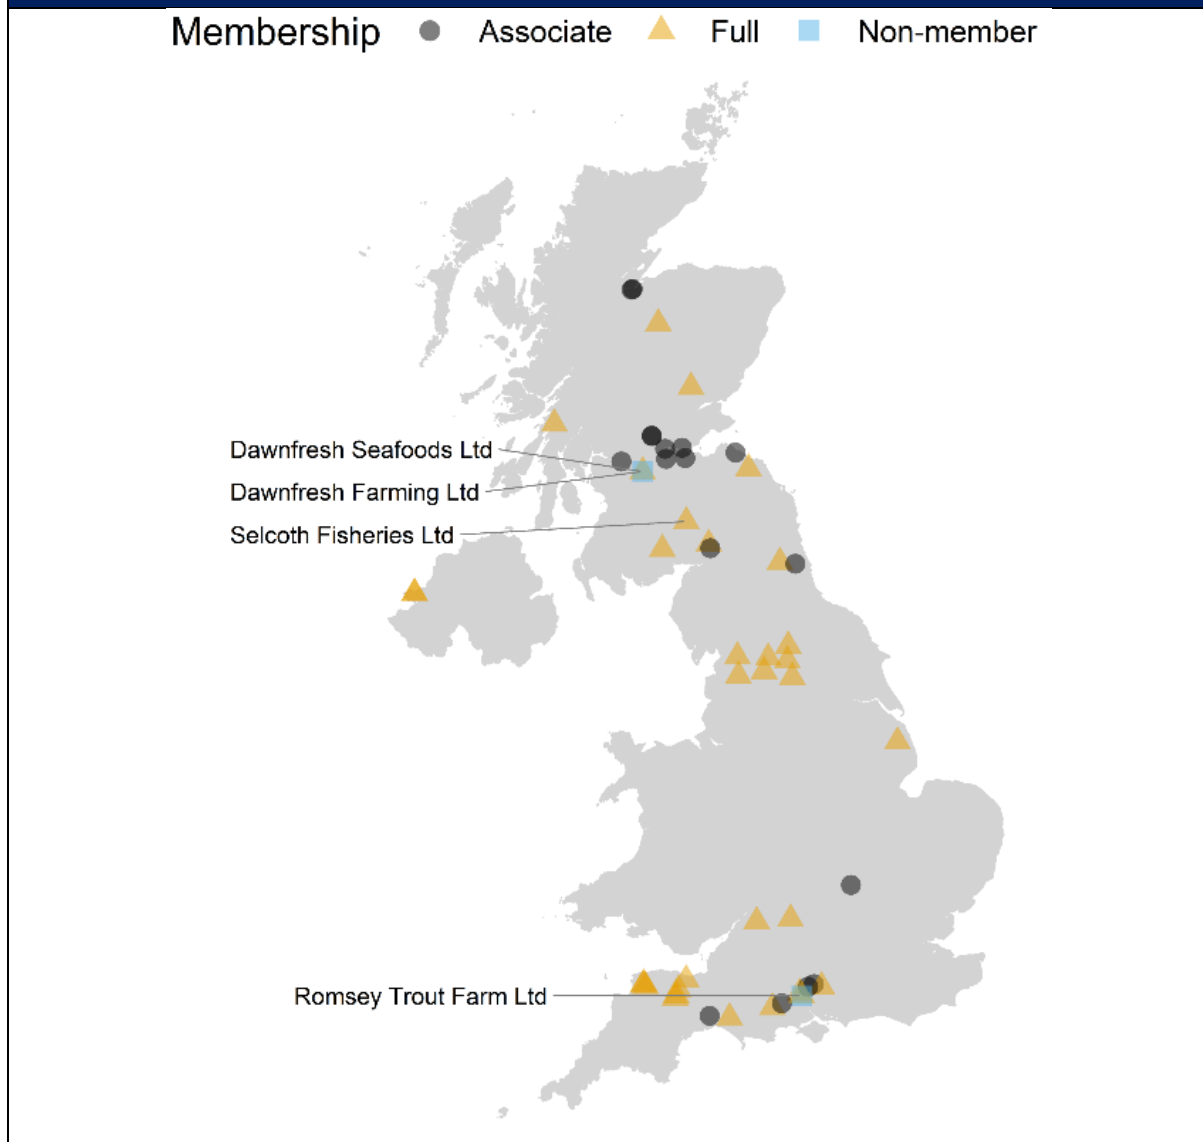 Membership Associate Full Non-member
Dawnfresh Seafoods Ltd
Dawnfresh Farming Ltd
Selcoth Fisheries Ltd
Romsey Trout Farm Ltd